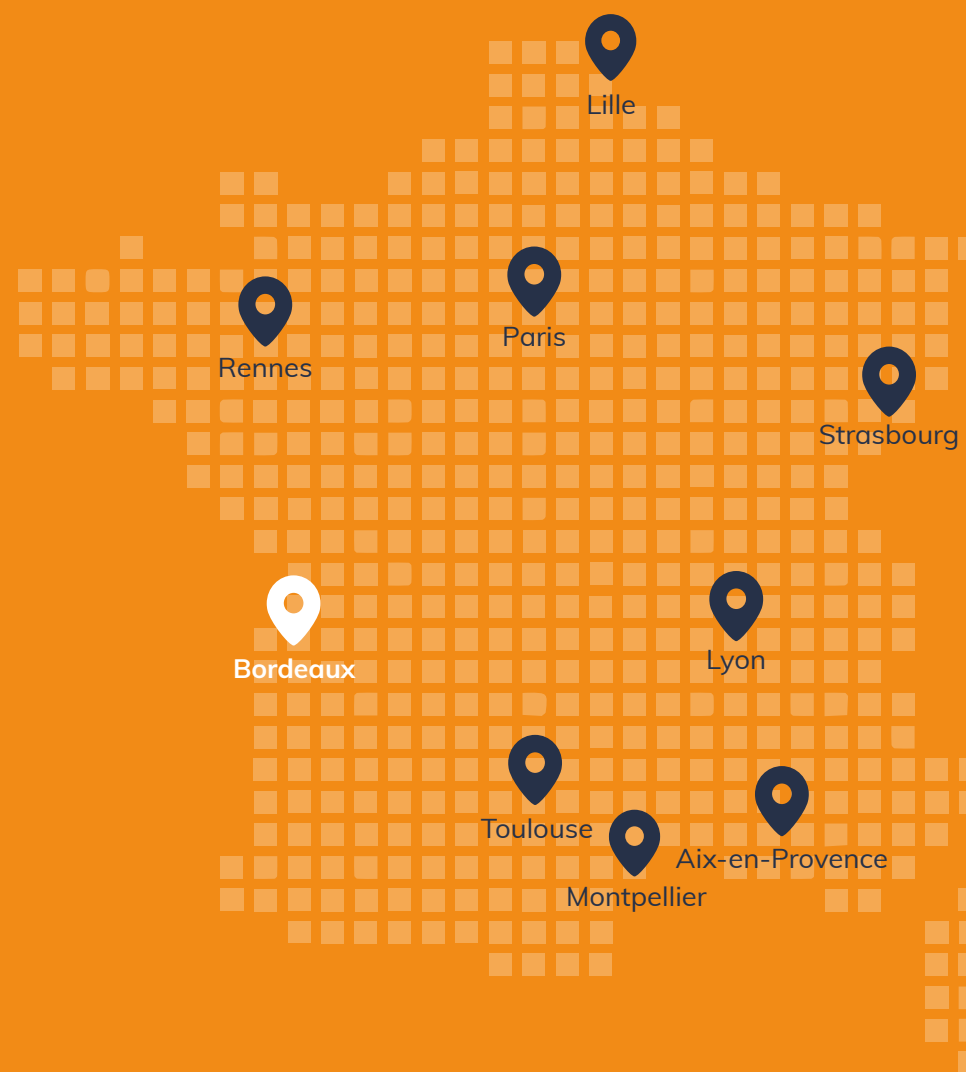 Lille
Paris
Rennes
Strasbourg
Bordeaux
Lyon
Toulouse
Aix-en-Provence
Montpellier